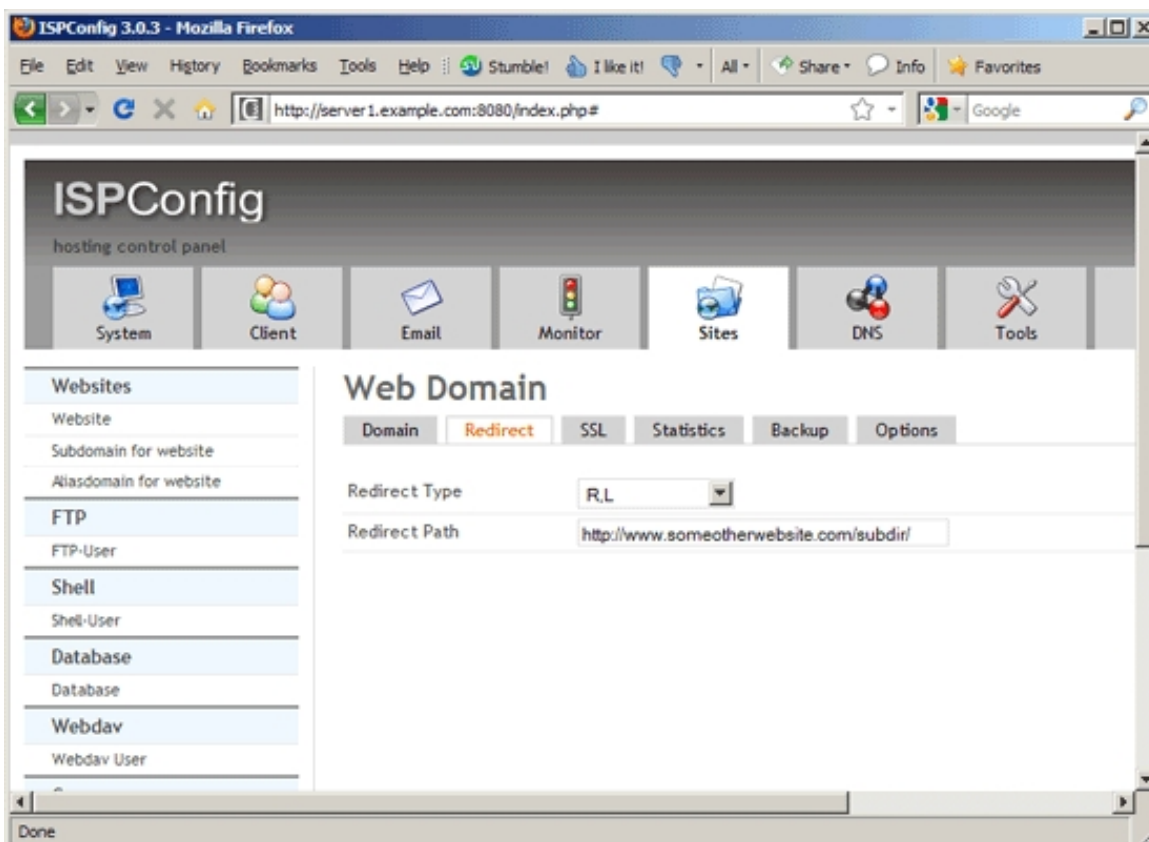 ISPConfig 3.0.3 - Mozilla Firefox
File Edit View History Bookmarks Tools Help Stumble! I like it! All Share Info Favorites
http://server1.example.com:8080/index.php# Google
ISPConfig
hosting control panel
System Client Email Monitor Sites DNS Tools
Websites
Website
Subdomain for website
Aliasdomain for website
FTP
FTP-User
Shell
Shell-User
Database
Database
Webdav
Webdav User
Web Domain
Domain Redirect SSL Statistics Backup Options
Redirect Type R,L
Redirect Path http://www.someotherwebsite.com/subdir/
Done